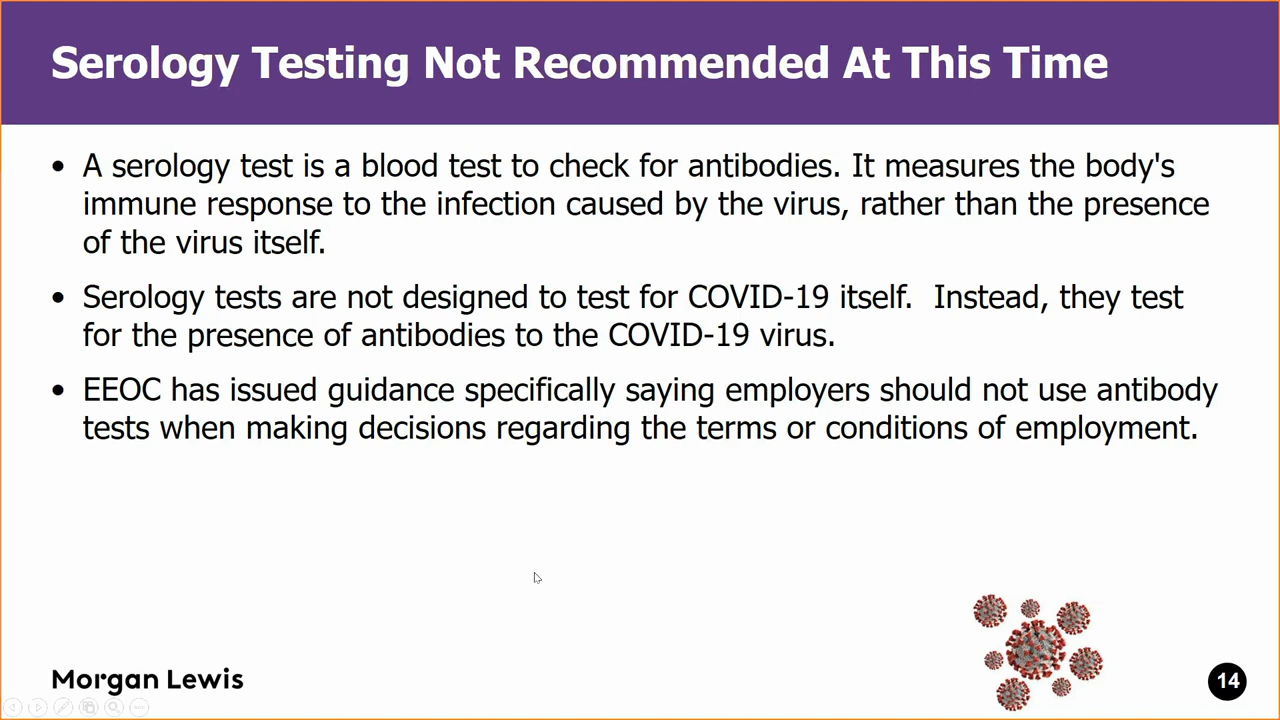 Serology Testing Not Recommended At This Time
• A serology test is a blood test to check for antibodies. It measures the body's
immune response to the infection caused by the virus, rather than the presence
of the virus itself.
• Serology tests are not designed to test for COVID-19 itself.  Instead, they test
for the presence of antibodies to the COVID-19 virus.
• EEOC has issued guidance specifically saying employers should not use antibody
tests when making decisions regarding the terms or conditions of employment.
Morgan Lewis
14